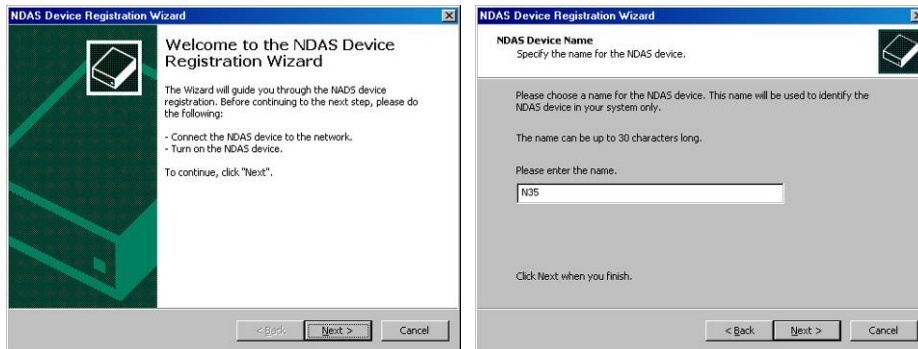 NDAS Device Registration Wizard
Welcome to the NDAS Device
Registration Wizard
The Wizard will guide you through the NADS device
registration. Before continuing to the next step, please do
the following:
- Connect the NDAS device to the network.
- Turn on the NDAS device.
To continue, click "Next".
< Back
Next >
Cancel
NDAS Device Registration Wizard
NDAS Device Name
Specify the name for the NDAS device.
Please choose a name for the NDAS device. This name will be used to identify the
NDAS device in your system only.
The name can be up to 30 characters long.
Please enter the name.
N35
Click Next when you finish.
< Back
Next >
Cancel